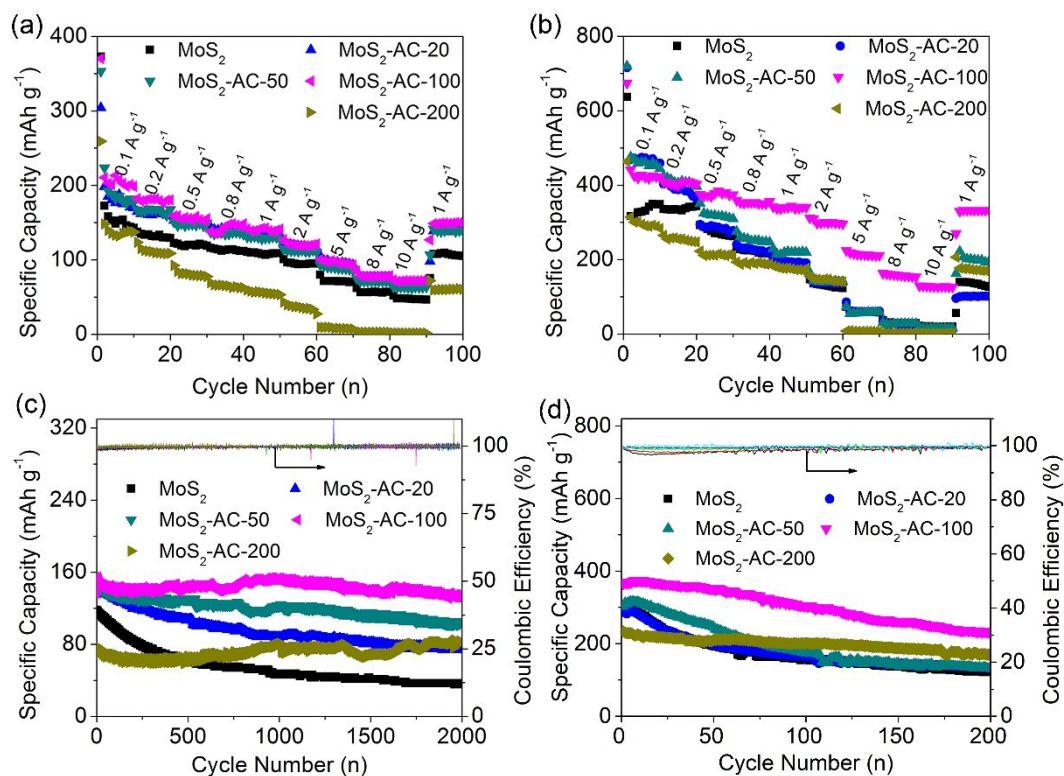 (a)
400
300
200
100
0
Specific Capacity (mAh g⁻¹)
MoS₂
MoS₂-AC-20
MoS₂-AC-50
MoS₂-AC-100
MoS₂-AC-200
0.1 A g⁻¹
0.2 A g⁻¹
0.5 A g⁻¹
0.8 A g⁻¹
1 A g⁻¹
2 A g⁻¹
5 A g⁻¹
8 A g⁻¹
10 A g⁻¹
1 A g⁻¹
0 20 40 60 80 100
Cycle Number (n)
(b)
800
600
400
200
0
Specific Capacity (mAh g⁻¹)
MoS₂
MoS₂-AC-20
MoS₂-AC-50
MoS₂-AC-100
MoS₂-AC-200
0.1 A g⁻¹
0.2 A g⁻¹
0.5 A g⁻¹
0.8 A g⁻¹
1 A g⁻¹
2 A g⁻¹
5 A g⁻¹
8 A g⁻¹
10 A g⁻¹
1 A g⁻¹
0 20 40 60 80 100
Cycle Number (n)
(c)
320
240
160
80
0
Specific Capacity (mAh g⁻¹)
MoS₂
MoS₂-AC-20
MoS₂-AC-50
MoS₂-AC-100
MoS₂-AC-200
100
75
50
25
0
Coulombic Efficiency (%)
0 500 1000 1500 2000
Cycle Number (n)
(d)
800
600
400
200
0
Specific Capacity (mAh g⁻¹)
MoS₂
MoS₂-AC-20
MoS₂-AC-50
MoS₂-AC-100
MoS₂-AC-200
100
80
60
40
20
0
Coulombic Efficiency (%)
0 50 100 150 200
Cycle Number (n)